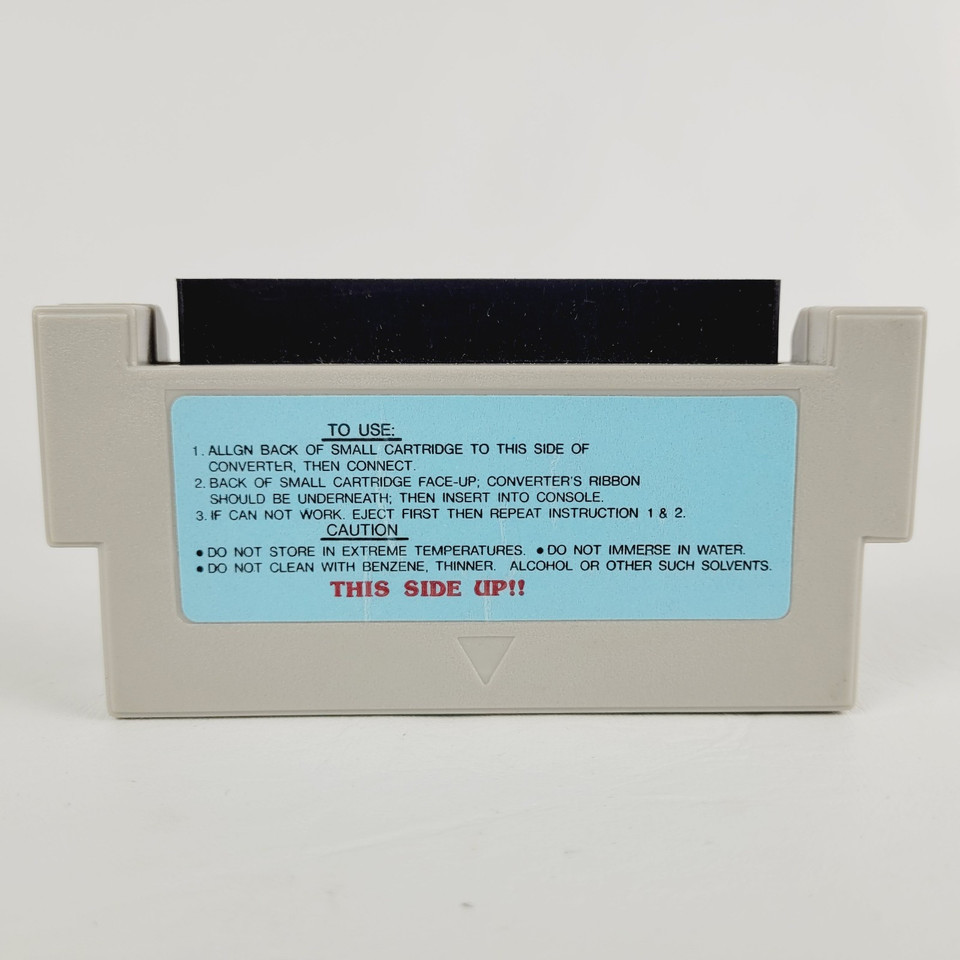 TO USE:
1. ALLGN BACK OF SMALL CARTRIDGE TO THIS SIDE OF
CONVERTER, THEN CONNECT.
2. BACK OF SMALL CARTRIDGE FACE-UP; CONVERTER'S RIBBON
SHOULD BE UNDERNEATH; THEN INSERT INTO CONSOLE.
3. IF CAN NOT WORK. EJECT FIRST THEN REPEAT INSTRUCTION 1 & 2.
CAUTION
● DO NOT STORE IN EXTREME TEMPERATURES. ● DO NOT IMMERSE IN WATER.
● DO NOT CLEAN WITH BENZENE, THINNER. ALCOHOL OR OTHER SUCH SOLVENTS.
THIS SIDE UP!!